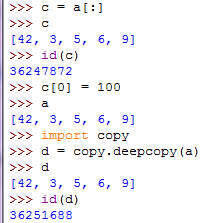 >>> c = a[:]
>>> c
[42, 3, 5, 6, 9]
>>> id(c)
36247872
>>> c[0] = 100
>>> a
[42, 3, 5, 6, 9]
>>> import copy
>>> d = copy.deepcopy(a)
>>> d
[42, 3, 5, 6, 9]
>>> id(d)
36251688